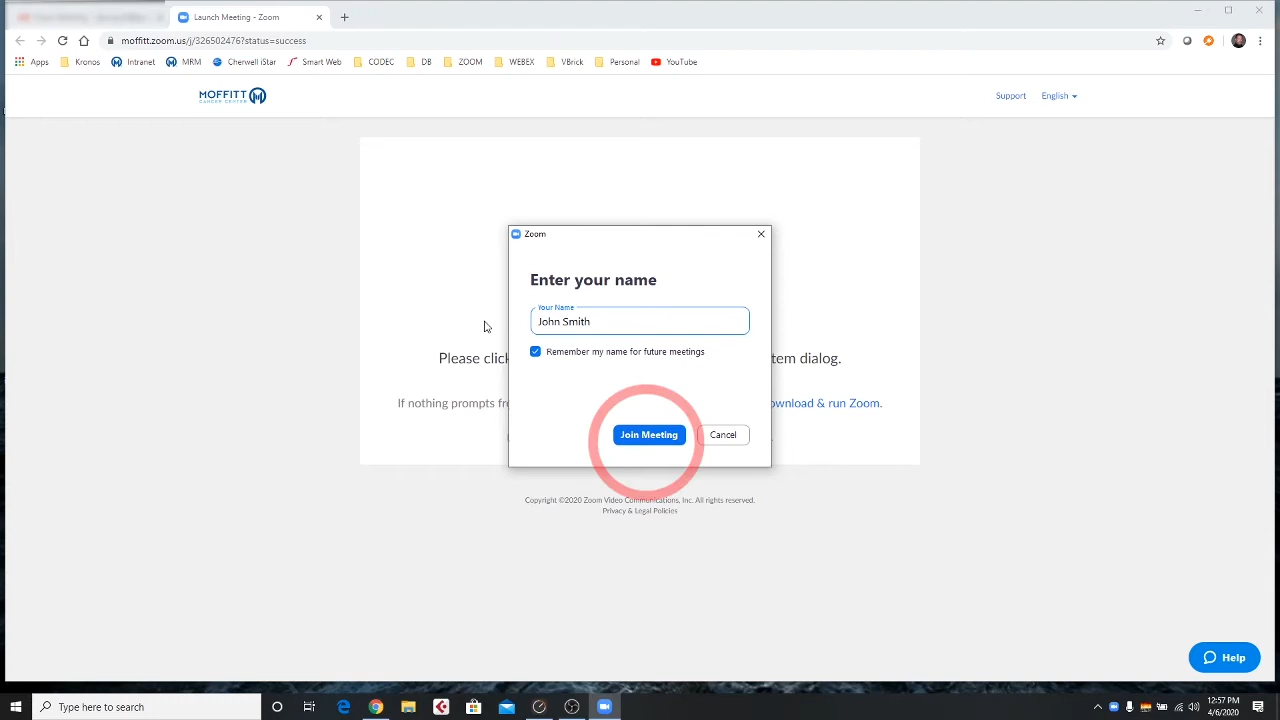 Launch Meeting - Zoom
moffitt.zoom.us/j/326502476?status=success
Apps Kronos Intranet MRM Cherwell iStar Smart Web CODEC DB ZOOM WEBEX VBrick Personal YouTube
MOFFITT
CANCER CENTER
Support English
Zoom
Enter your name
Your Name
John Smith
Remember my name for future meetings
Please clic tem dialog.
If nothing prompts fr ownload & run Zoom.
Join Meeting Cancel
Copyright ©2020 Zoom Video Communications, Inc. All rights reserved.
Privacy & Legal Policies
Help
Type here to search
12:57 PM
4/6/2020